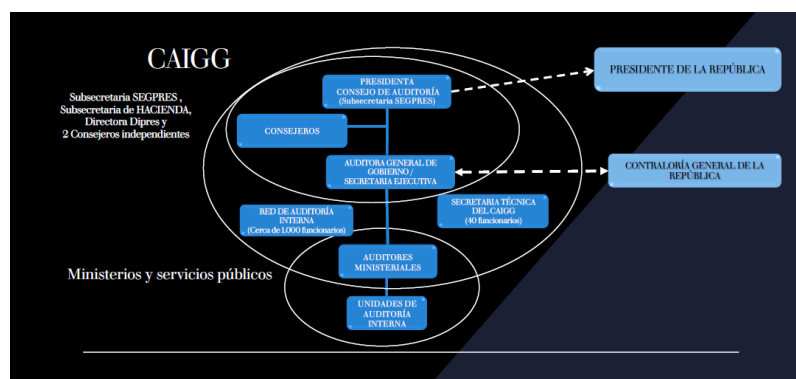 CAIGG
Subsecretaria SEGPRES ,
Subsecretaria de HACIENDA,
Directora Dipres y
2 Consejeros independientes
PRESIDENTA
CONSEJO DE AUDITORÍA
(Subsecretaria SEGPRES)
PRESIDENTE DE LA REPÚBLICA
CONSEJEROS
AUDITORA GENERAL DE
GOBIERNO /
SECRETARIA EJECUTIVA
CONTRALORÍA GENERAL DE LA
REPÚBLICA
RED DE AUDITORÍA
INTERNA
(Cerca de 1.000 funcionarios)
SECRETARIA TÉCNICA
DEL CAIGG
(40 funcionarios)
AUDITORES
MINISTERIALES
Ministerios y servicios públicos
UNIDADES DE
AUDITORÍA
INTERNA